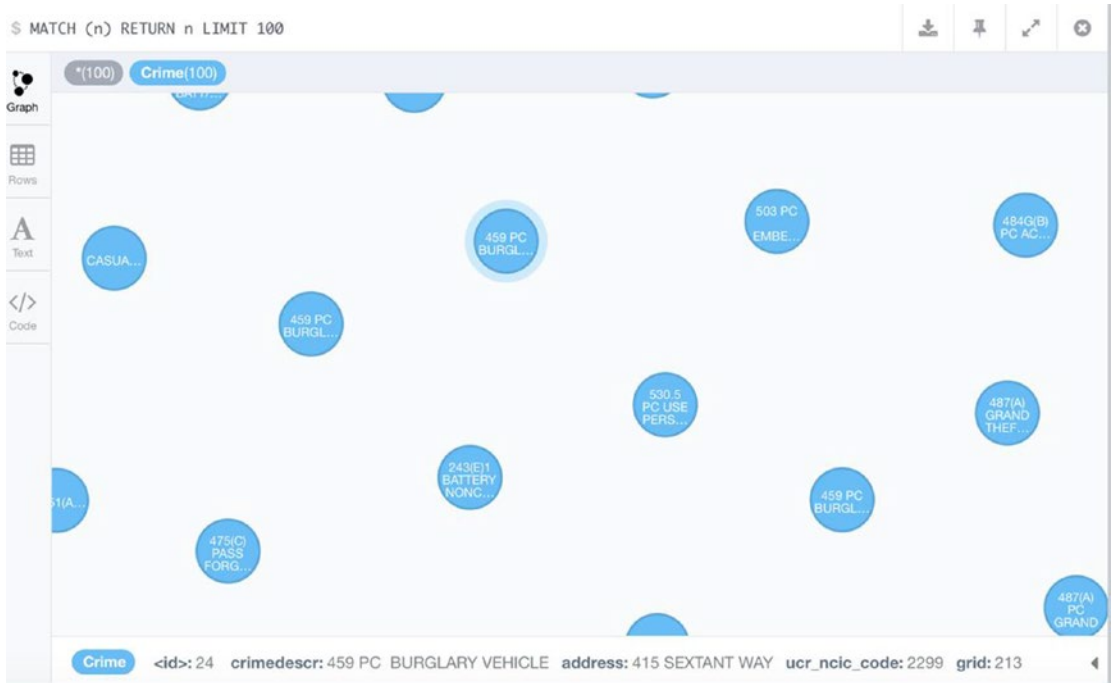 $ MATCH (n) RETURN n LIMIT 100
*(100) Crime(100)
Graph
Rows
A
Text
</>
Code
CASUA...
459 PC
BURGL...
503 PC
EMBE...
484G(B)
PC AC...
459 PC
BURGL...
530.5
PC USE
PERS...
487(A)
GRAND
THEF...
243(E)1
BATTERY
NONC...
459 PC
BURGL...
51(A...
475(C)
PASS
FORG...
487(A)
PC
GRAND
Crime <id>: 24 crimedescr: 459 PC BURGLARY VEHICLE address: 415 SEXTANT WAY ucr_ncic_code: 2299 grid: 213